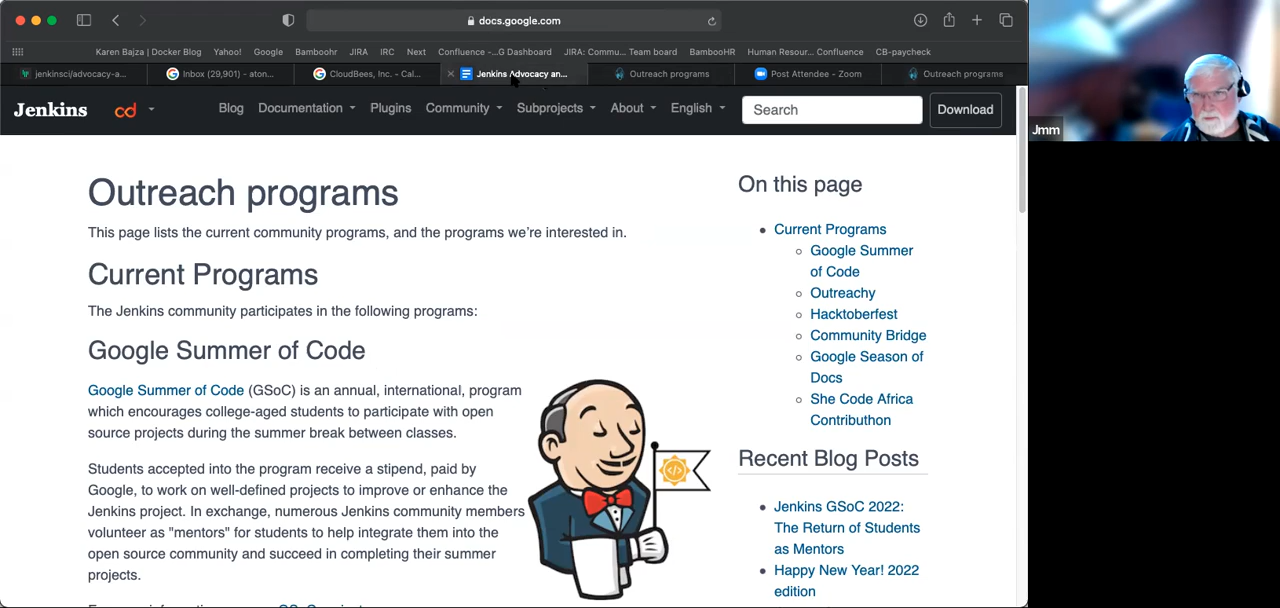 docs.google.com
Karen Bajza | Docker Blog Yahoo! Google Bamboohr JIRA IRC Next Confluence -...G Dashboard JIRA: Commu... Team board BambooHR Human Resour... Confluence CB-paycheck
jenkinsci/advocacy-a... Inbox (29,901) - aton... CloudBees, Inc. - Cal... Jenkins Advocacy an... Outreach programs Post Attendee - Zoom Outreach programs
Jenkins cd Blog Documentation Plugins Community Subprojects About English Search Download
Outreach programs
This page lists the current community programs, and the programs we're interested in.
Current Programs
The Jenkins community participates in the following programs:
Google Summer of Code
Google Summer of Code (GSoC) is an annual, international, program
which encourages college-aged students to participate with open
source projects during the summer break between classes.
Students accepted into the program receive a stipend, paid by
Google, to work on well-defined projects to improve or enhance the
Jenkins project. In exchange, numerous Jenkins community members
volunteer as "mentors" for students to help integrate them into the
open source community and succeed in completing their summer
projects.
On this page
Current Programs
Google Summer
of Code
Outreachy
Hacktoberfest
Community Bridge
Google Season of
Docs
She Code Africa
Contributhon
Recent Blog Posts
Jenkins GSoC 2022:
The Return of Students
as Mentors
Happy New Year! 2022
edition
Jmm